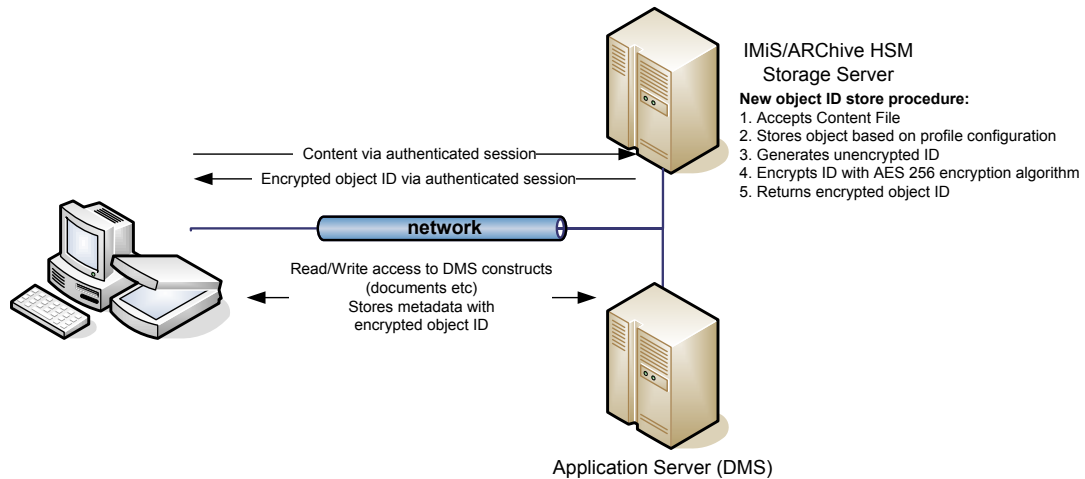 IMiS/ARChive HSM
Storage Server
New object ID store procedure:
1. Accepts Content File
2. Stores object based on profile configuration
3. Generates unencrypted ID
4. Encrypts ID with AES 256 encryption algorithm
5. Returns encrypted object ID
Content via authenticated session
Encrypted object ID via authenticated session
network
Read/Write access to DMS constructs
(documents etc)
Stores metadata with
encrypted object ID
Application Server (DMS)